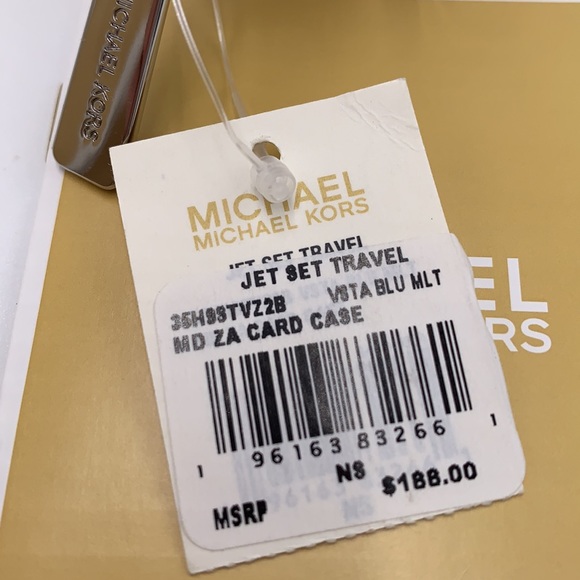 MICHAEL KORS
MICHAEL
MICHAEL KORS
JET SET TRAVEL
JET SET TRAVEL
35H9STVZ2B VSTA BLU MLT
MD ZA CARD CASE
1 96163 83266 1
NS
MSRP $188.00
EL
RS